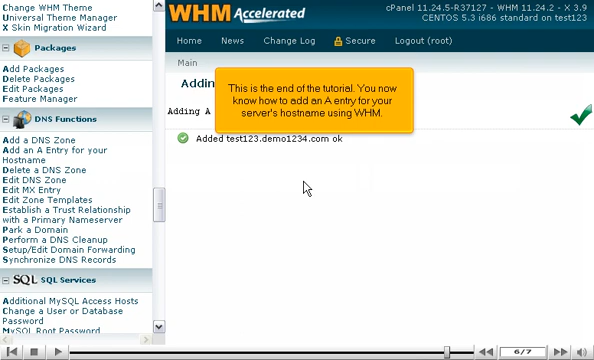 Change WHM Theme
Universal Theme Manager
X Skin Migration Wizard
Packages
Add Packages
Delete Packages
Edit Packages
Feature Manager
DNS Functions
Add a DNS Zone
Add an A Entry for your
Hostname
Delete a DNS Zone
Edit DNS Zone
Edit MX Entry
Edit Zone Templates
Establish a Trust Relationship
with a Primary Nameserver
Park a Domain
Perform a DNS Cleanup
Setup/Edit Domain Forwarding
Synchronize DNS Records
SQL SQL Services
Additional MySQL Access Hosts
Change a User or Database
Password
MySQL Root Password
WHM Accelerated
cPanel 11.24.5-R37127 - WHM 11.24.2 - X 3.9
CENTOS 5.3 i686 standard on test123
Home News Change Log Secure Logout (root)
Main
Addin
This is the end of the tutorial. You now
know how to add an A entry for your
server's hostname using WHM.
Adding A
Added test123.demo1234.com ok
6/7